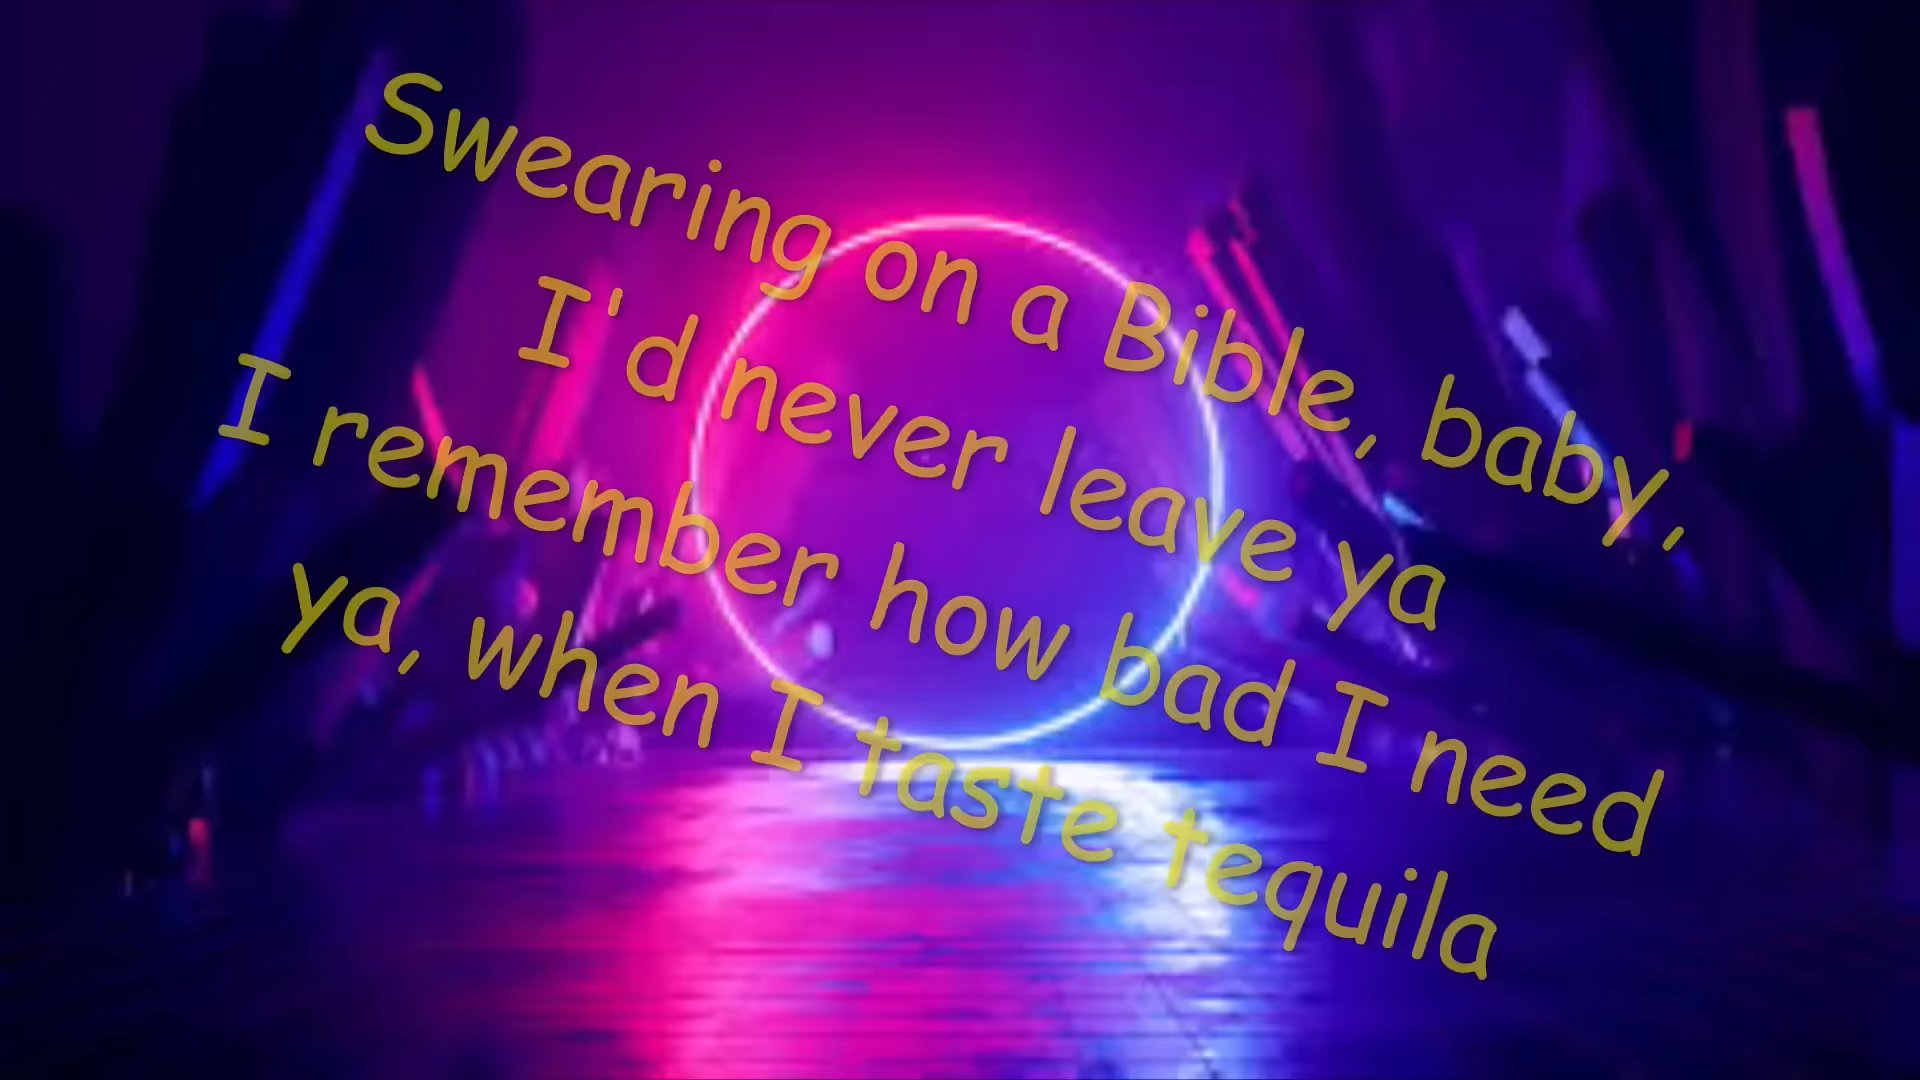 Swearing on a Bible, baby,
I'd never leave ya
I remember how bad I need
ya, when I taste tequila